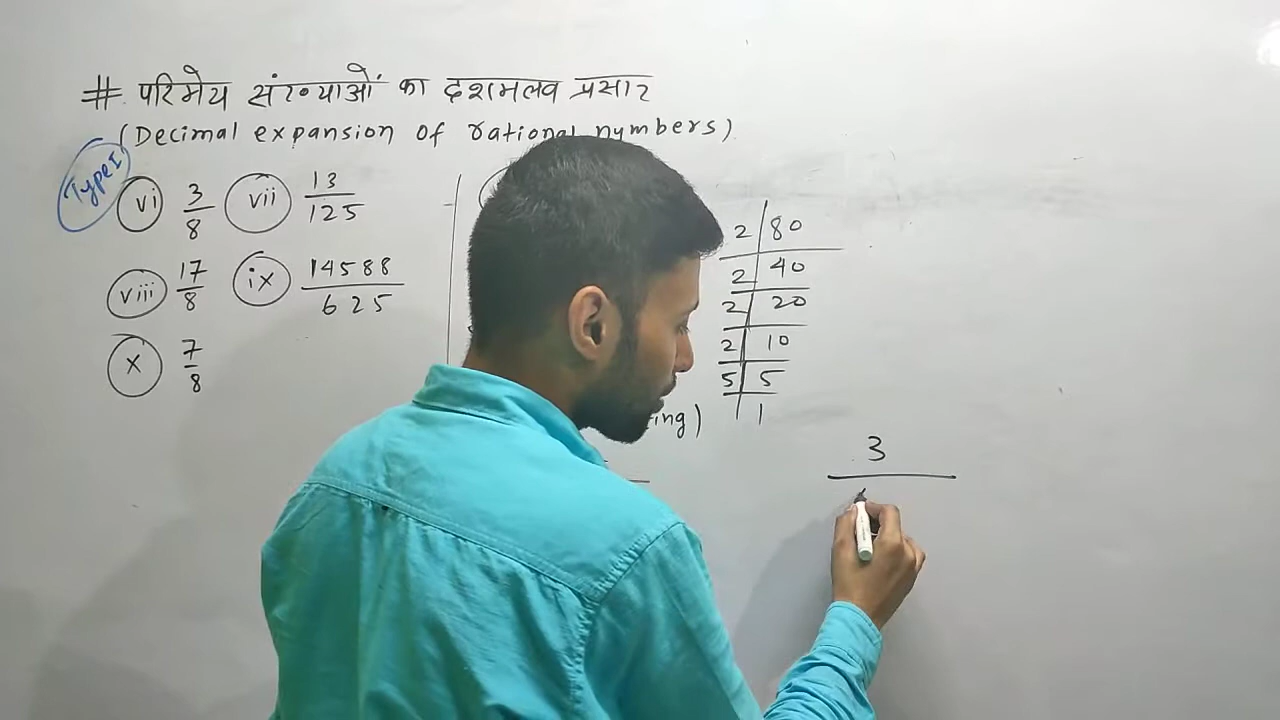 # परिमेय संख्याओं का दशमलव प्रसार
(Decimal expansion of rational numbers)
Type I
vi 3/8 vii 13/125
viii 17/8 ix 14588/625
x 7/8
2 | 80
2 | 40
2 | 20
2 | 10
5 | 5
1
3